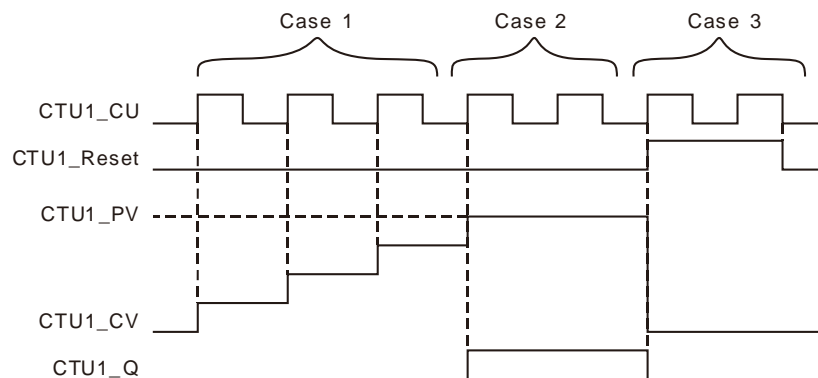 Case 1 Case 2 Case 3
CTU1_CU
CTU1_Reset
CTU1_PV
CTU1_CV
CTU1_Q